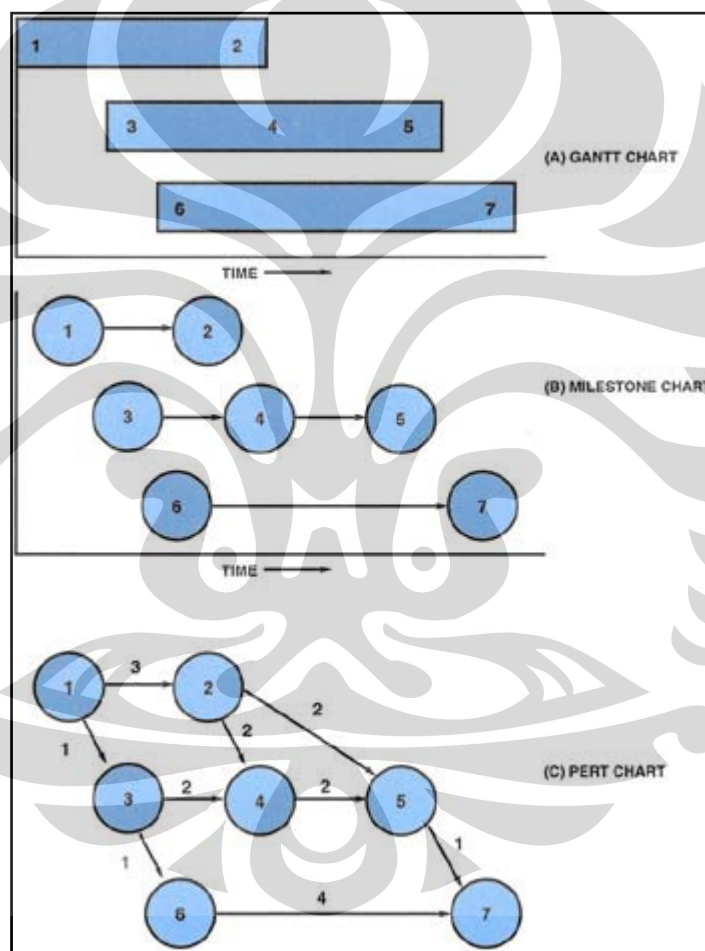 1 2
3 4 5
(A) GANTT CHART
6 7
TIME
1 2
(B) MILESTONE CHART
3 4 5
6 7
TIME
1 3 2
2
1 2
(C) PERT CHART
3 2 4 2 5
1 1
6 4 7